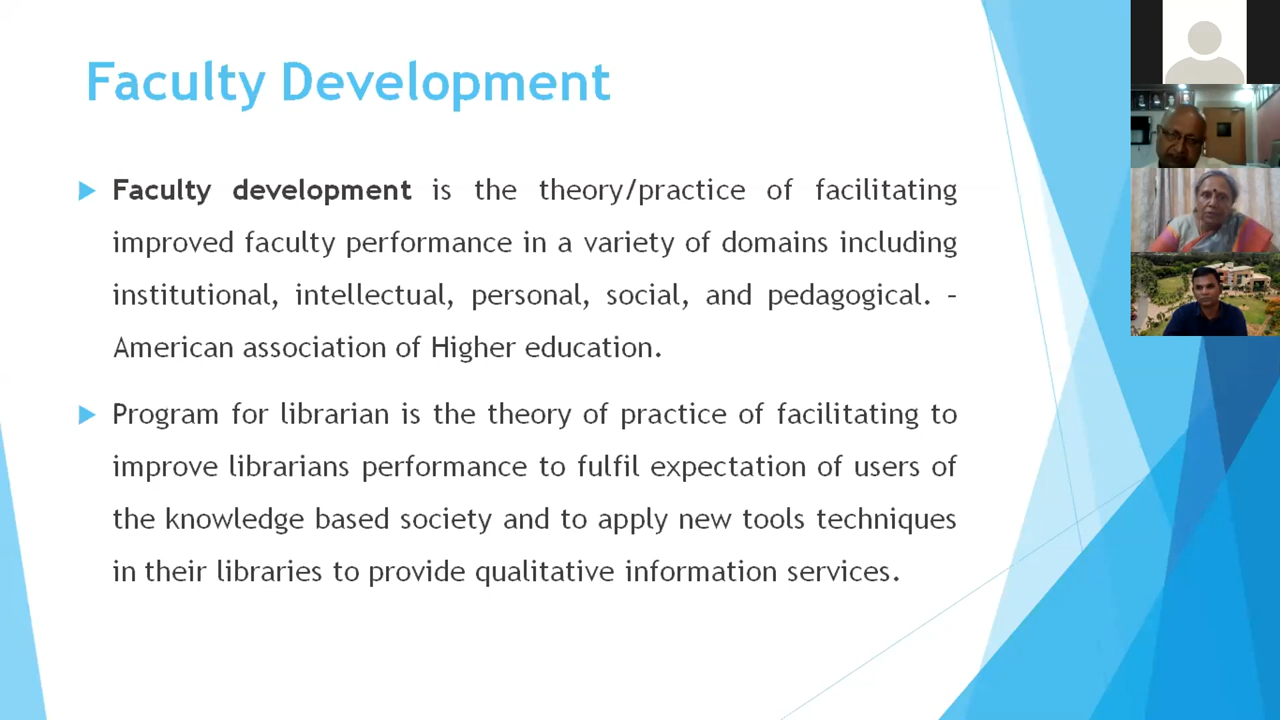 Faculty Development
Faculty development is the theory/practice of facilitating
improved faculty performance in a variety of domains including
institutional, intellectual, personal, social, and pedagogical. –
American association of Higher education.
Program for librarian is the theory of practice of facilitating to
improve librarians performance to fulfil expectation of users of
the knowledge based society and to apply new tools techniques
in their libraries to provide qualitative information services.